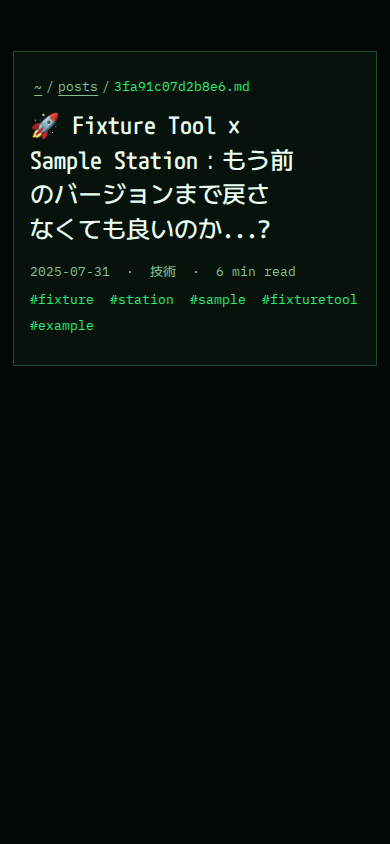 ~ / posts / 3fa91c07d2b8e6.md
🚀 Fixture Tool ×
Sample Station：もう前
のバージョンまで戻さ
なくても良いのか...?
2025-07-31 · 技術 · 6 min read
#fixture #station #sample #fixturetool
#example